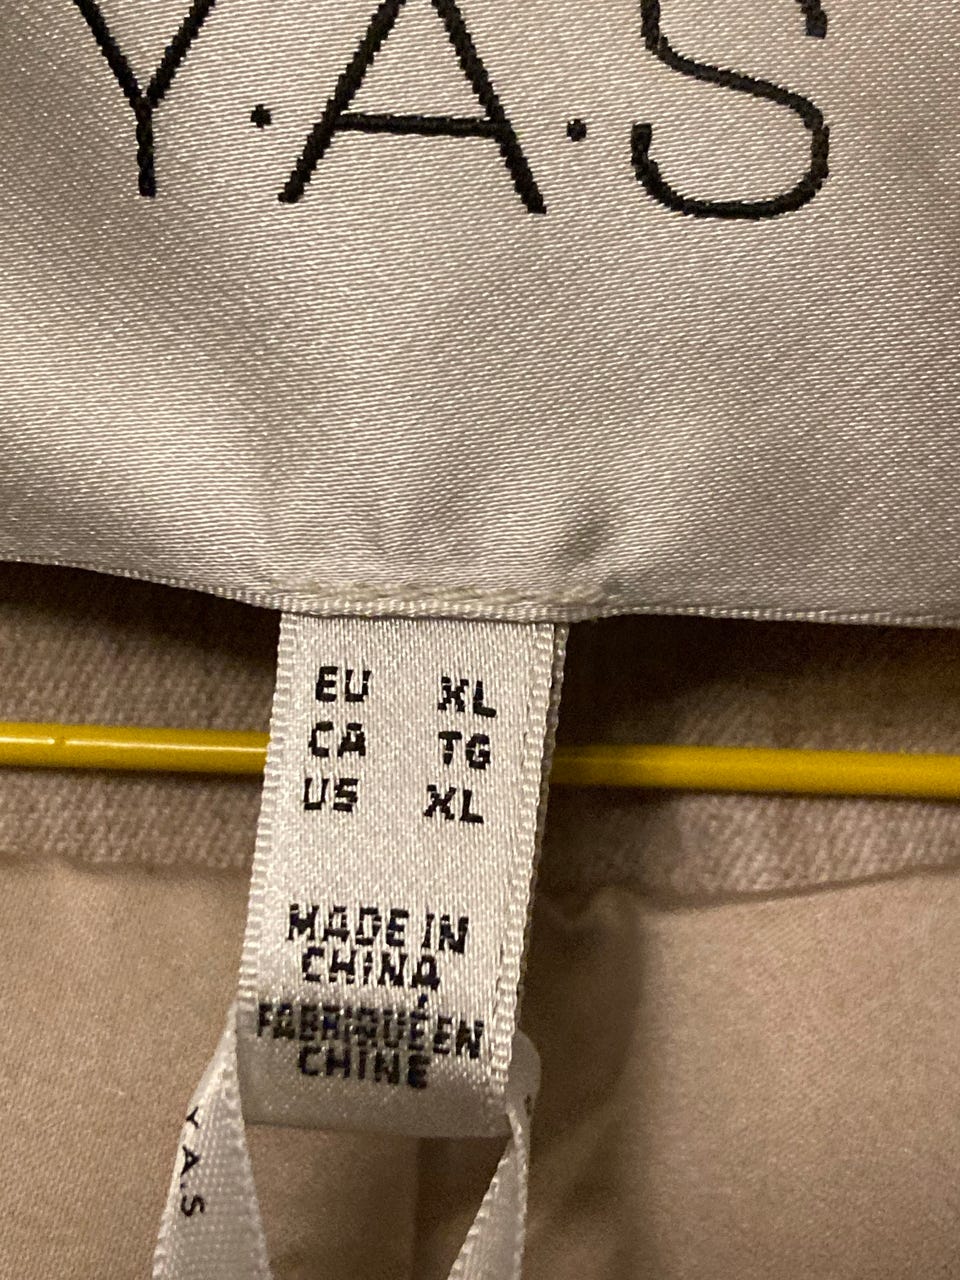 Y·A·S
EU XL
CA TG
US XL
MADE IN
CHINA
FABRIQUÉ EN
CHINE
Y.A.S